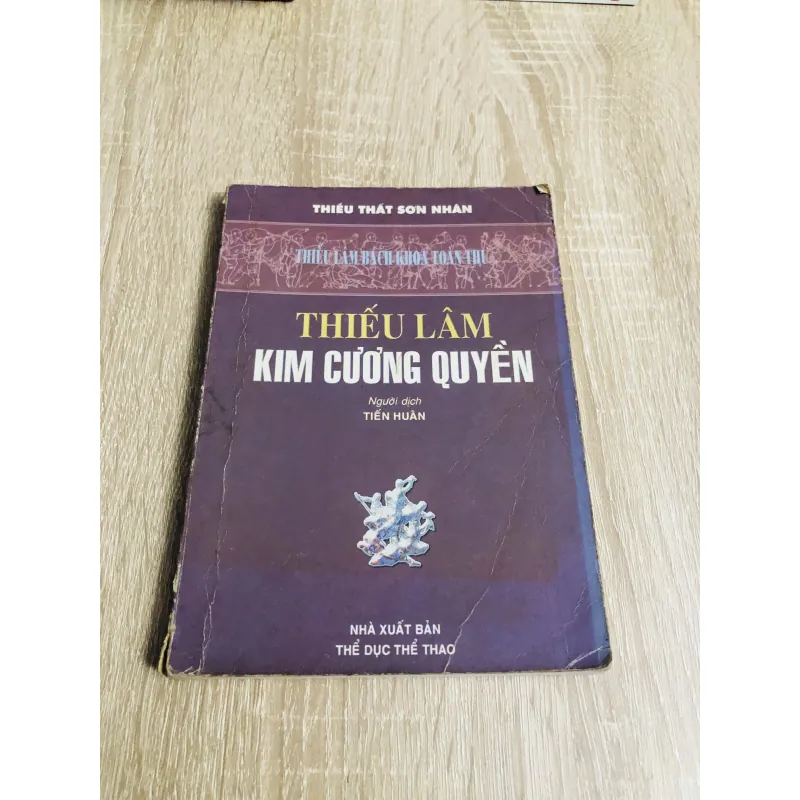 THIẾU THẤT SƠN NHÂN
THIẾU LÂM BÁCH KHOA TOÀN THƯ
THIẾU LÂM
KIM CƯƠNG QUYỀN
Người dịch
TIẾN HUÂN
NHÀ XUẤT BẢN
THỂ DỤC THỂ THAO